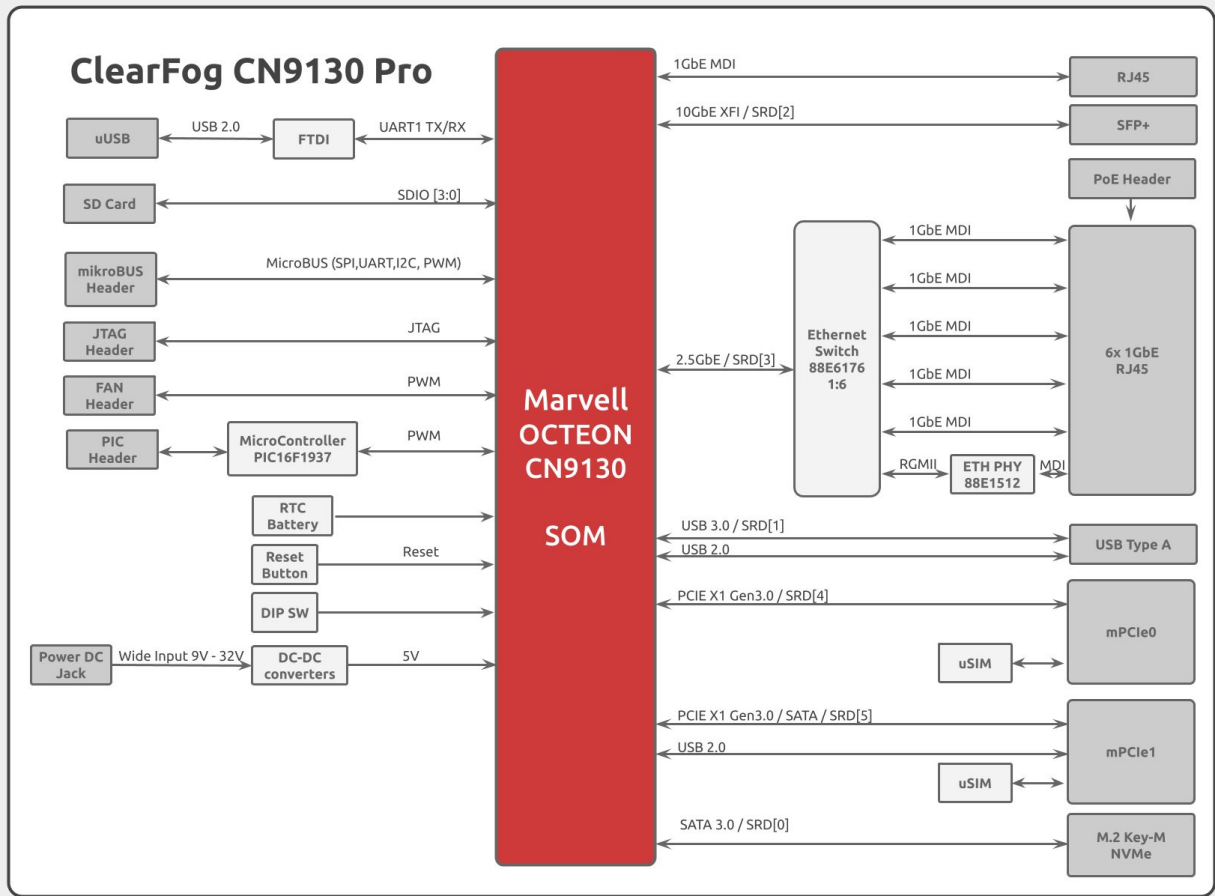 ClearFog CN9130 Pro
uUSB
USB 2.0
FTDI
UART1 TX/RX
SD Card
SDIO [3:0]
mikroBUS
Header
MicroBUS (SPI,UART,I2C, PWM)
JTAG
Header
JTAG
FAN
Header
PWM
PIC
Header
MicroController
PIC16F1937
PWM
RTC
Battery
Reset
Button
Reset
DIP SW
Power DC
Jack
Wide Input 9V - 32V
DC-DC
converters
5V
Marvell
OCTEON
CN9130
SOM
1GbE MDI
RJ45
10GbE XFI / SRD[2]
SFP+
PoE Header
2.5GbE / SRD[3]
Ethernet
Switch
88E6176
1:6
1GbE MDI
1GbE MDI
1GbE MDI
1GbE MDI
1GbE MDI
RGMII
ETH PHY
88E1512
MDI
6x 1GbE
RJ45
USB 3.0 / SRD[1]
USB 2.0
USB Type A
PCIE X1 Gen3.0 / SRD[4]
mPCIe0
uSIM
PCIE X1 Gen3.0 / SATA / SRD[5]
USB 2.0
mPCIe1
uSIM
SATA 3.0 / SRD[0]
M.2 Key-M
NVMe